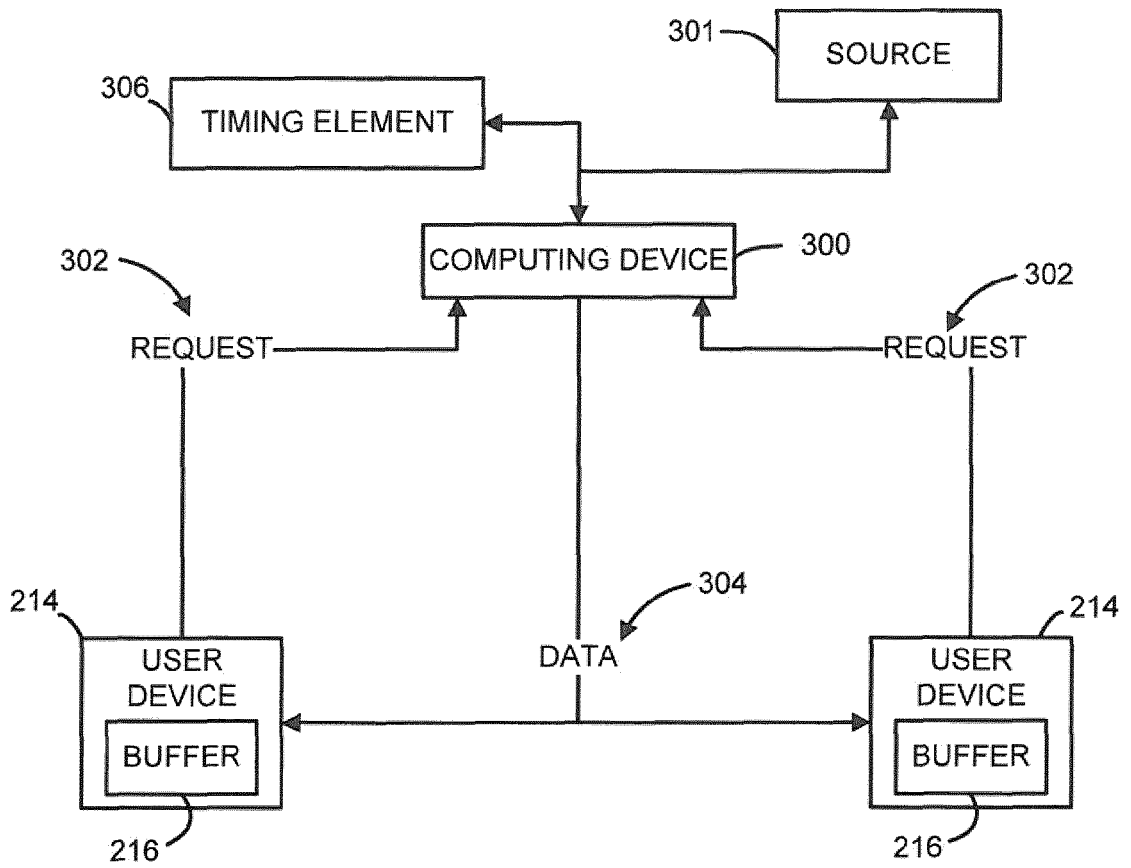 301
SOURCE
306
TIMING ELEMENT
COMPUTING DEVICE
300
302
302
REQUEST
REQUEST
304
214
214
DATA
USER
DEVICE
BUFFER
USER
DEVICE
BUFFER
216
216